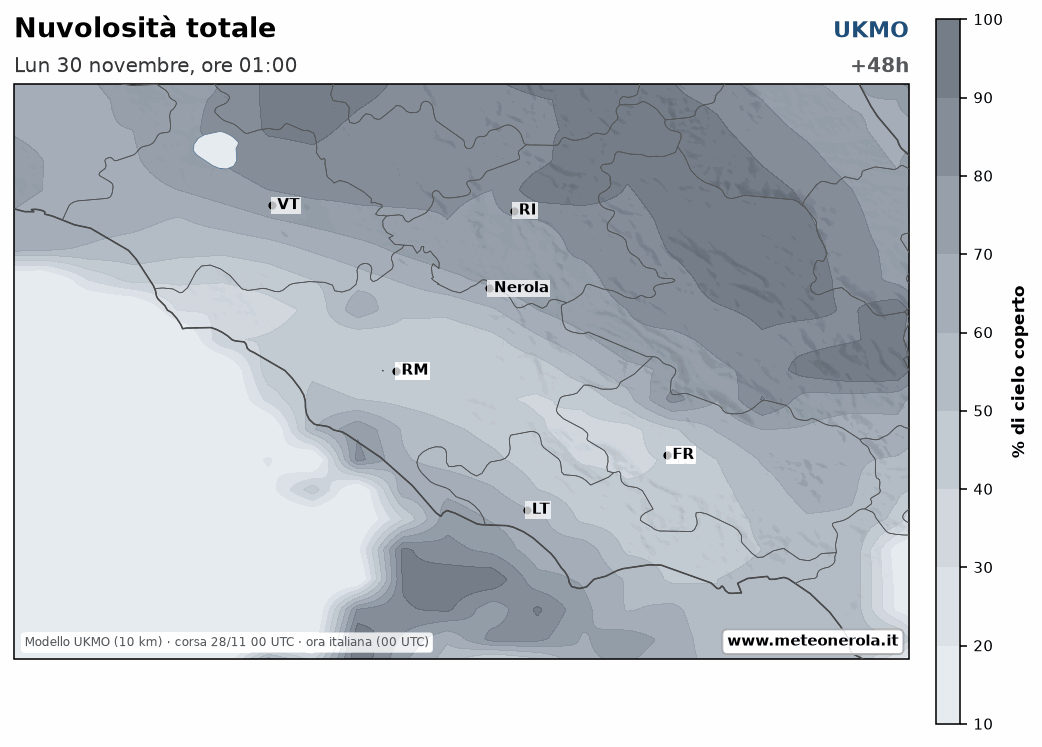 Nuvolosità totale
UKMO
Lun 30 novembre, ore 01:00
+48h
VT
RI
Nerola
RM
FR
LT
Modello UKMO (10 km) · corsa 28/11 00 UTC · ora italiana (00 UTC)
www.meteonerola.it
100
90
80
70
60
50
40
30
20
10
% di cielo coperto